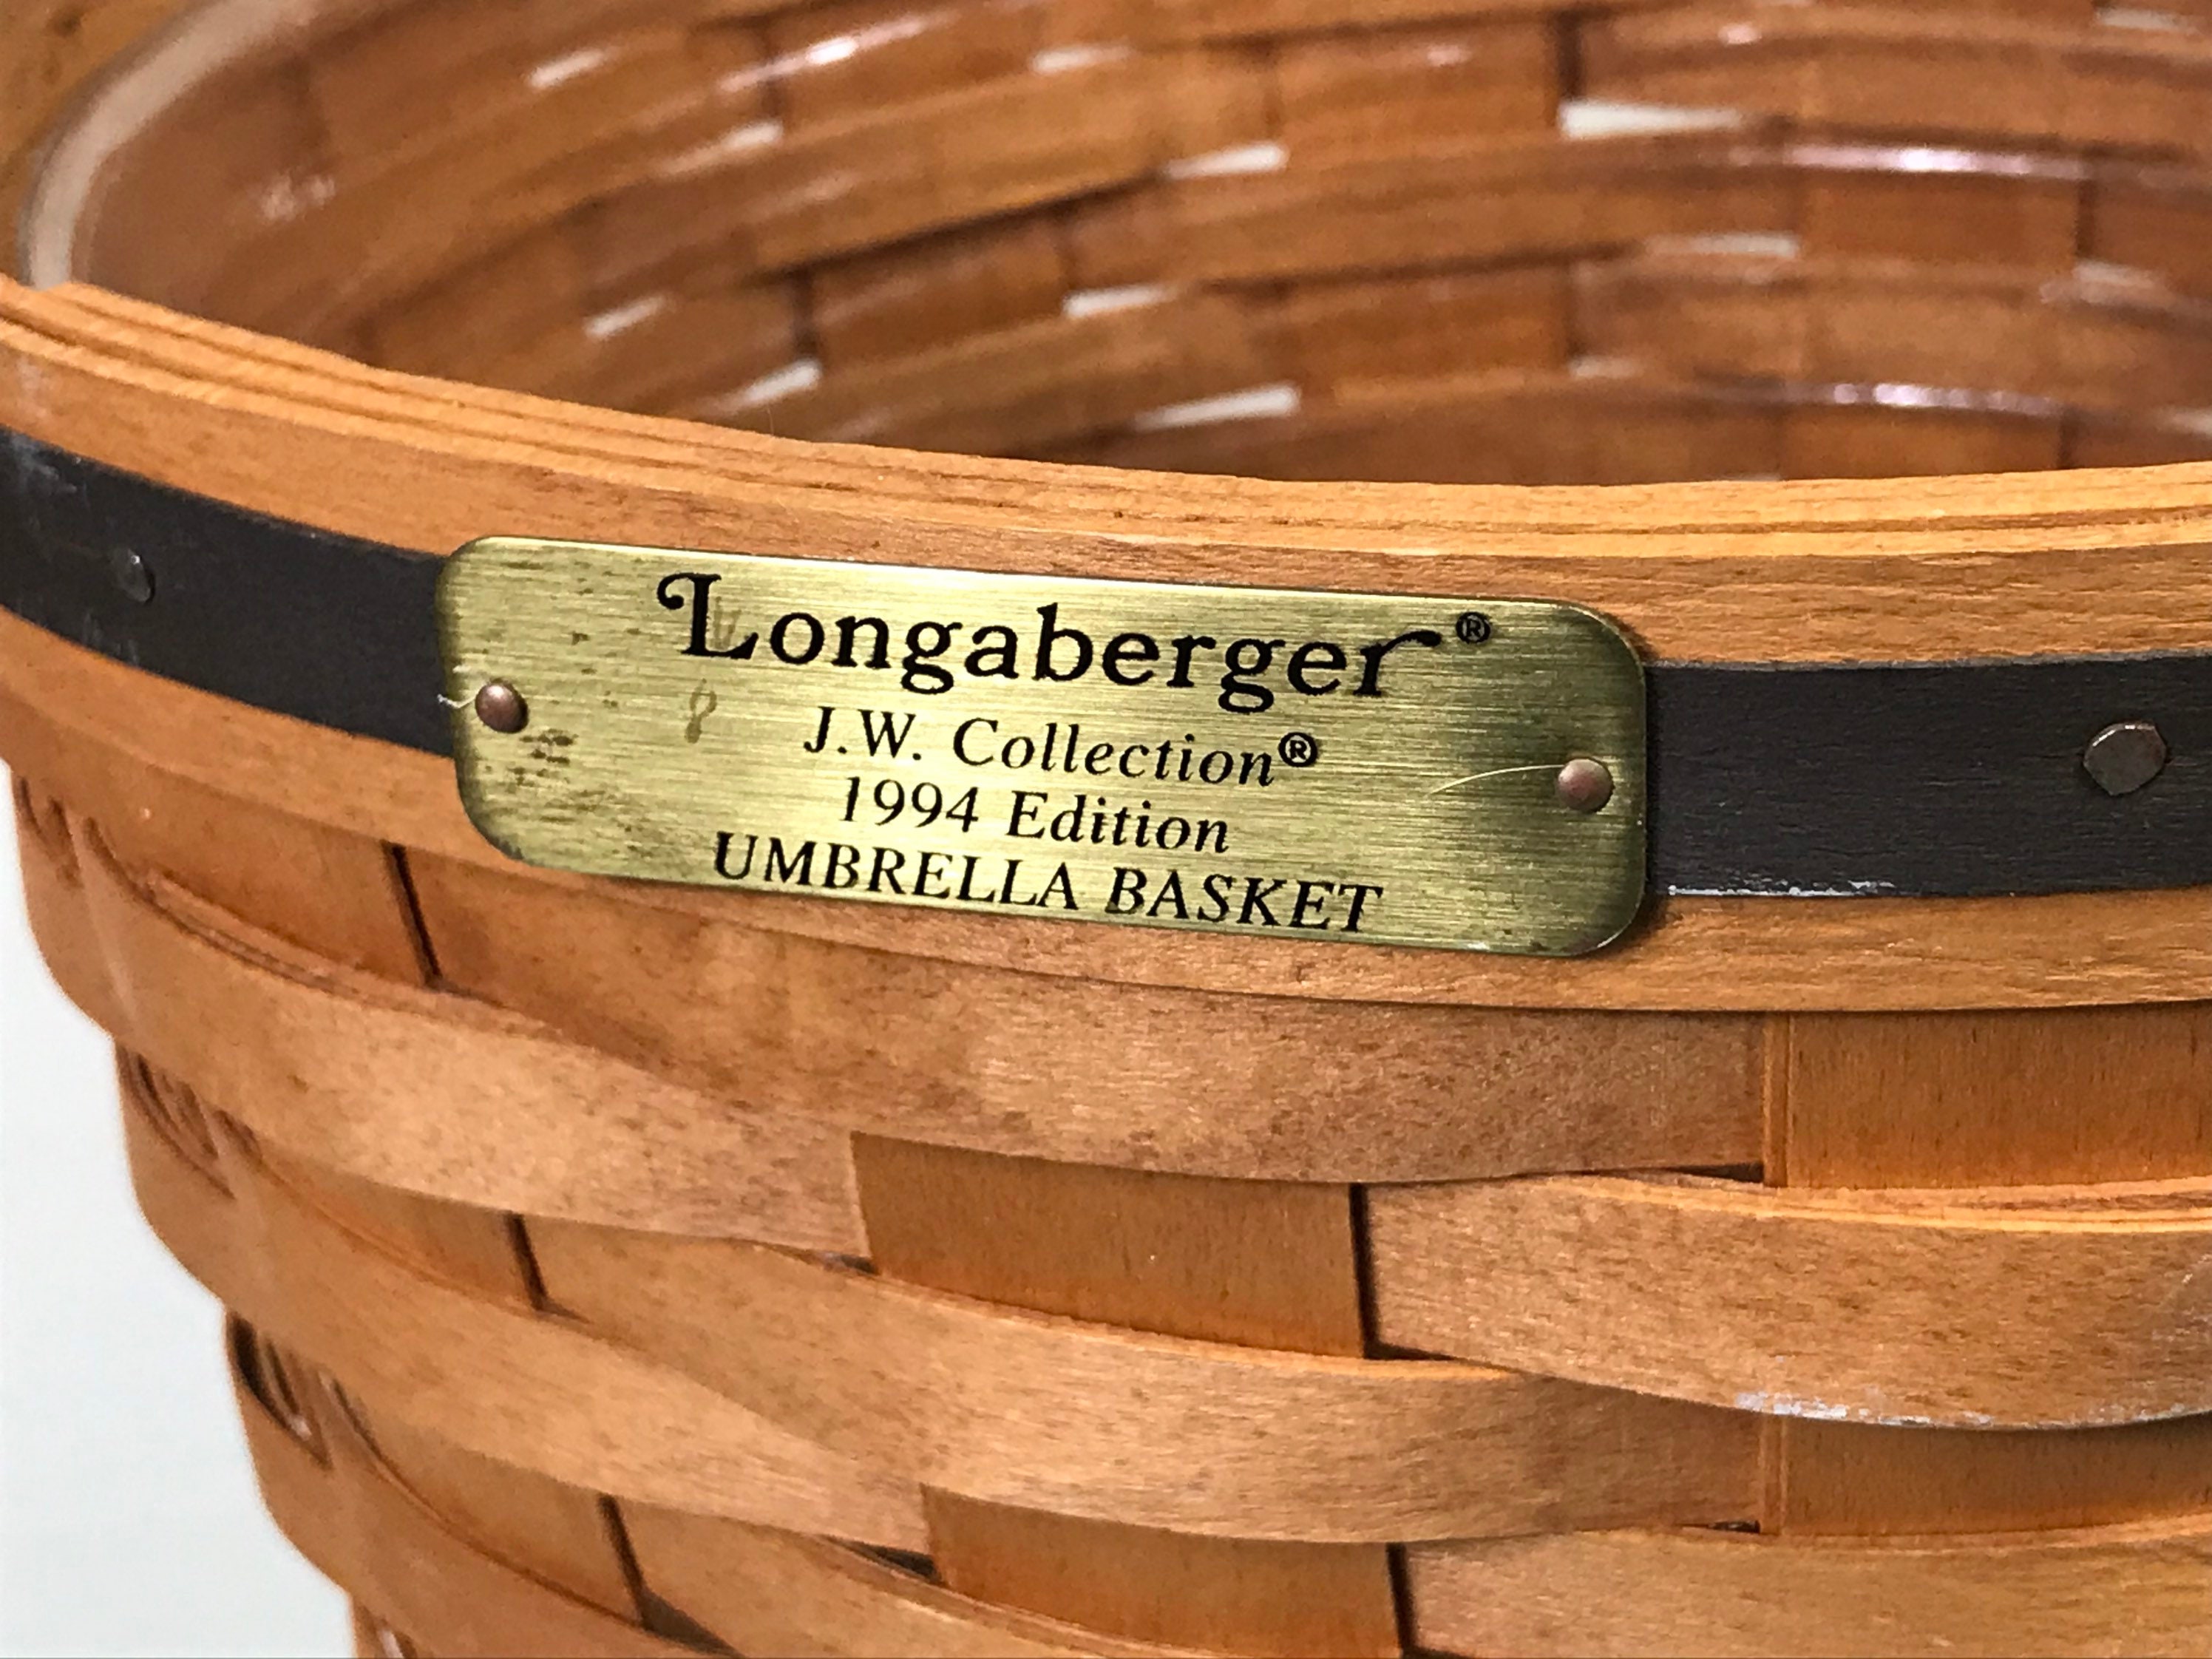 Longaberger®
J.W. Collection®
1994 Edition
UMBRELLA BASKET